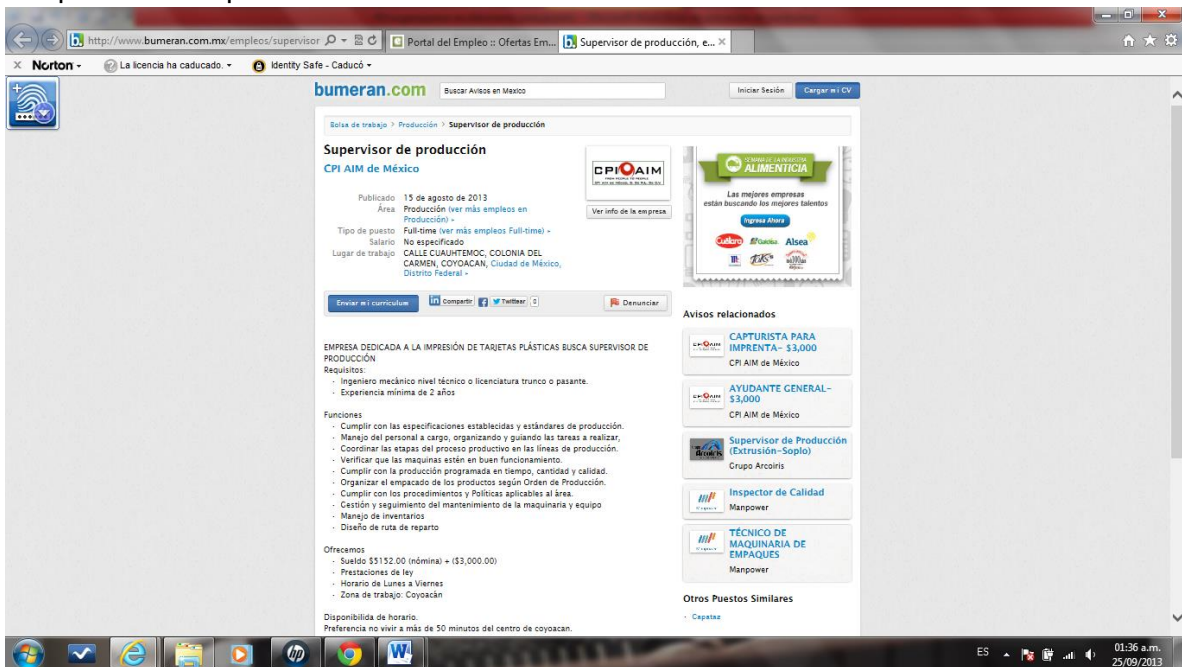 http://www.bumeran.com.mx/empleos/supervisor
Portal del Empleo :: Ofertas Em...
Supervisor de producción, e...
Norton
La licencia ha caducado.
Identity Safe - Caducó
bumeran.com
Buscar Avisos en Mexico
Iniciar Sesión
Cargar mi CV
Bolsa de trabajo > Producción > Supervisor de producción
Supervisor de producción
CPI AIM de México
Publicado 15 de agosto de 2013
Área Producción (ver más empleos en
Producción)
Tipo de puesto Full-time (ver más empleos Full-time)
Salario No especificado
Lugar de trabajo CALLE CUAUHTEMOC, COLONIA DEL
CARMEN, COYOACAN, Ciudad de México,
Distrito Federal
CPI AIM
Ver info de la empresa
Enviar mi curriculum
in Compartir
Twittear
0
Denunciar
EMPRESA DEDICADA A LA IMPRESIÓN DE TARJETAS PLÁSTICAS BUSCA SUPERVISOR DE
PRODUCCIÓN
Requisitos:
· Ingeniero mecánico nivel técnico o licenciatura trunco o pasante.
· Experiencia mínima de 2 años
Funciones
· Cumplir con las especificaciones establecidas y estándares de producción.
· Manejo del personal a cargo, organizando y guiando las tareas a realizar,
· Coordinar las etapas del proceso productivo en las líneas de producción.
· Verificar que las maquinas estén en buen funcionamiento.
· Cumplir con la producción programada en tiempo, cantidad y calidad.
· Organizar el empacado de los productos según Orden de Producción.
· Cumplir con los procedimientos y Políticas aplicables al área.
· Gestión y seguimiento del mantenimiento de la maquinaria y equipo
· Manejo de inventarios
· Diseño de ruta de reparto
Ofrecemos
· Sueldo $5152.00 (nómina) + ($3,000.00)
· Prestaciones de ley
· Horario de Lunes a Viernes
· Zona de trabajo: Coyoacán
Disponibilida de horario.
Preferencia no vivir a más de 50 minutos del centro de coyoacan.
SEMANA DE LA INDUSTRIA
ALIMENTICIA
Las mejores empresas
están buscando los mejores talentos
Ingresa Ahora
Alsea
TOKS
Avisos relacionados
CAPTURISTA PARA
IMPRENTA- $3,000
CPI AIM de México
AYUDANTE GENERAL-
$3,000
CPI AIM de México
Supervisor de Producción
(Extrusión-Soplo)
Grupo Arcoiris
Inspector de Calidad
Manpower
TÉCNICO DE
MAQUINARIA DE
EMPAQUES
Manpower
Otros Puestos Similares
· Capataz
ES
01:36 a.m.
25/09/2013